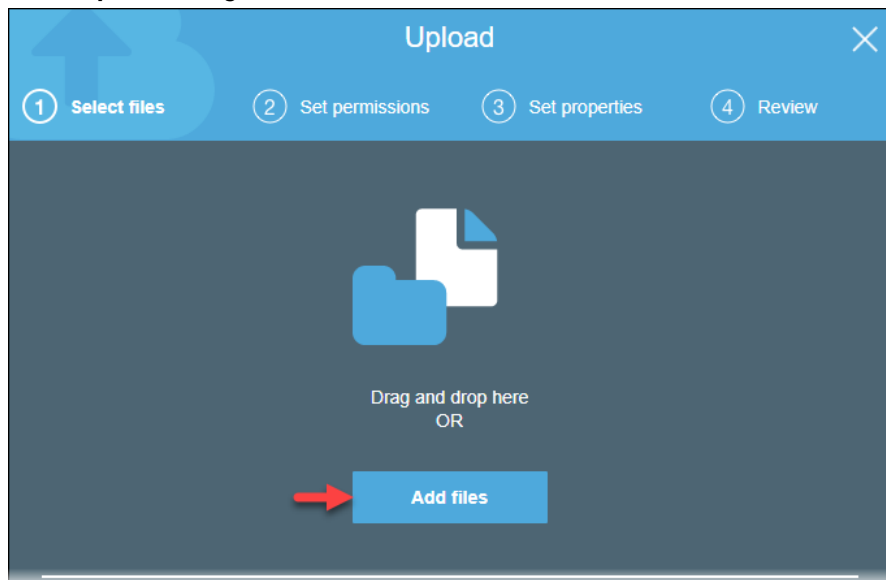 Upload
1 Select files
2 Set permissions
3 Set properties
4 Review
Drag and drop here
OR
Add files